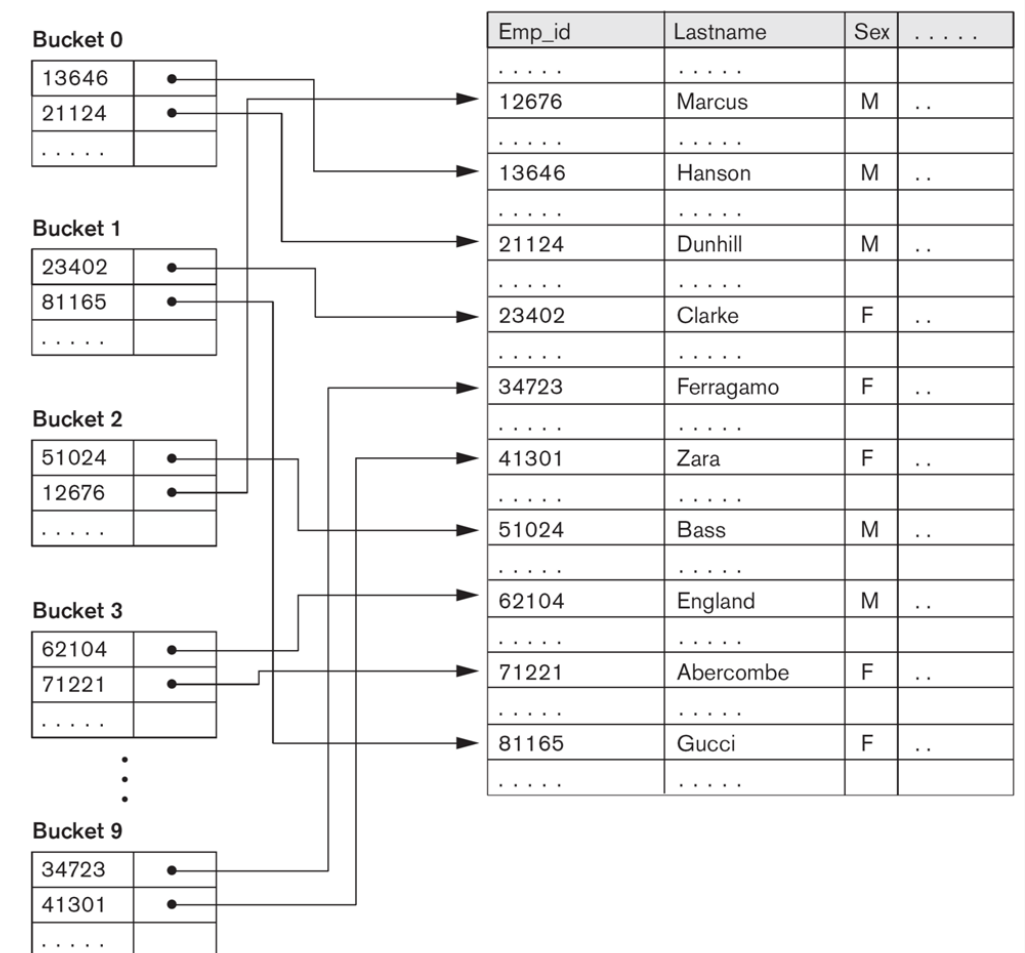 Bucket 0
13646
21124
. . . . .
Bucket 1
23402
81165
. . . . .
Bucket 2
51024
12676
. . . . .
Bucket 3
62104
71221
. . . . .
Bucket 9
34723
41301
. . . . .
Emp_id Lastname Sex . . . . .
. . . . . . . . . .
12676 Marcus M . .
. . . . . . . . . .
13646 Hanson M . .
. . . . . . . . . .
21124 Dunhill M . .
. . . . . . . . . .
23402 Clarke F . .
. . . . . . . . . .
34723 Ferragamo F . .
. . . . . . . . . .
41301 Zara F . .
. . . . . . . . . .
51024 Bass M . .
. . . . . . . . . .
62104 England M . .
. . . . . . . . . .
71221 Abercombe F . .
. . . . . . . . . .
81165 Gucci F . .
. . . . . . . . . .